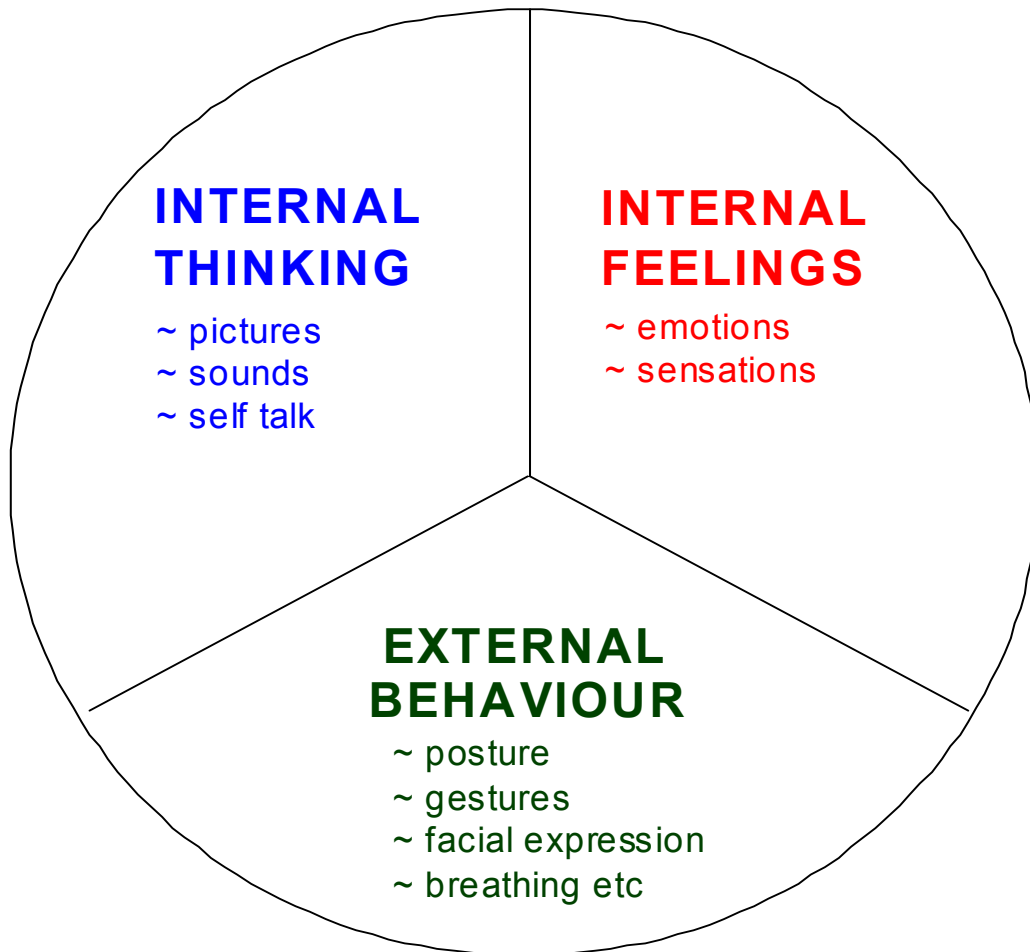 INTERNAL
THINKING
~ pictures
~ sounds
~ self talk
INTERNAL
FEELINGS
~ emotions
~ sensations
EXTERNAL
BEHAVIOUR
~ posture
~ gestures
~ facial expression
~ breathing etc